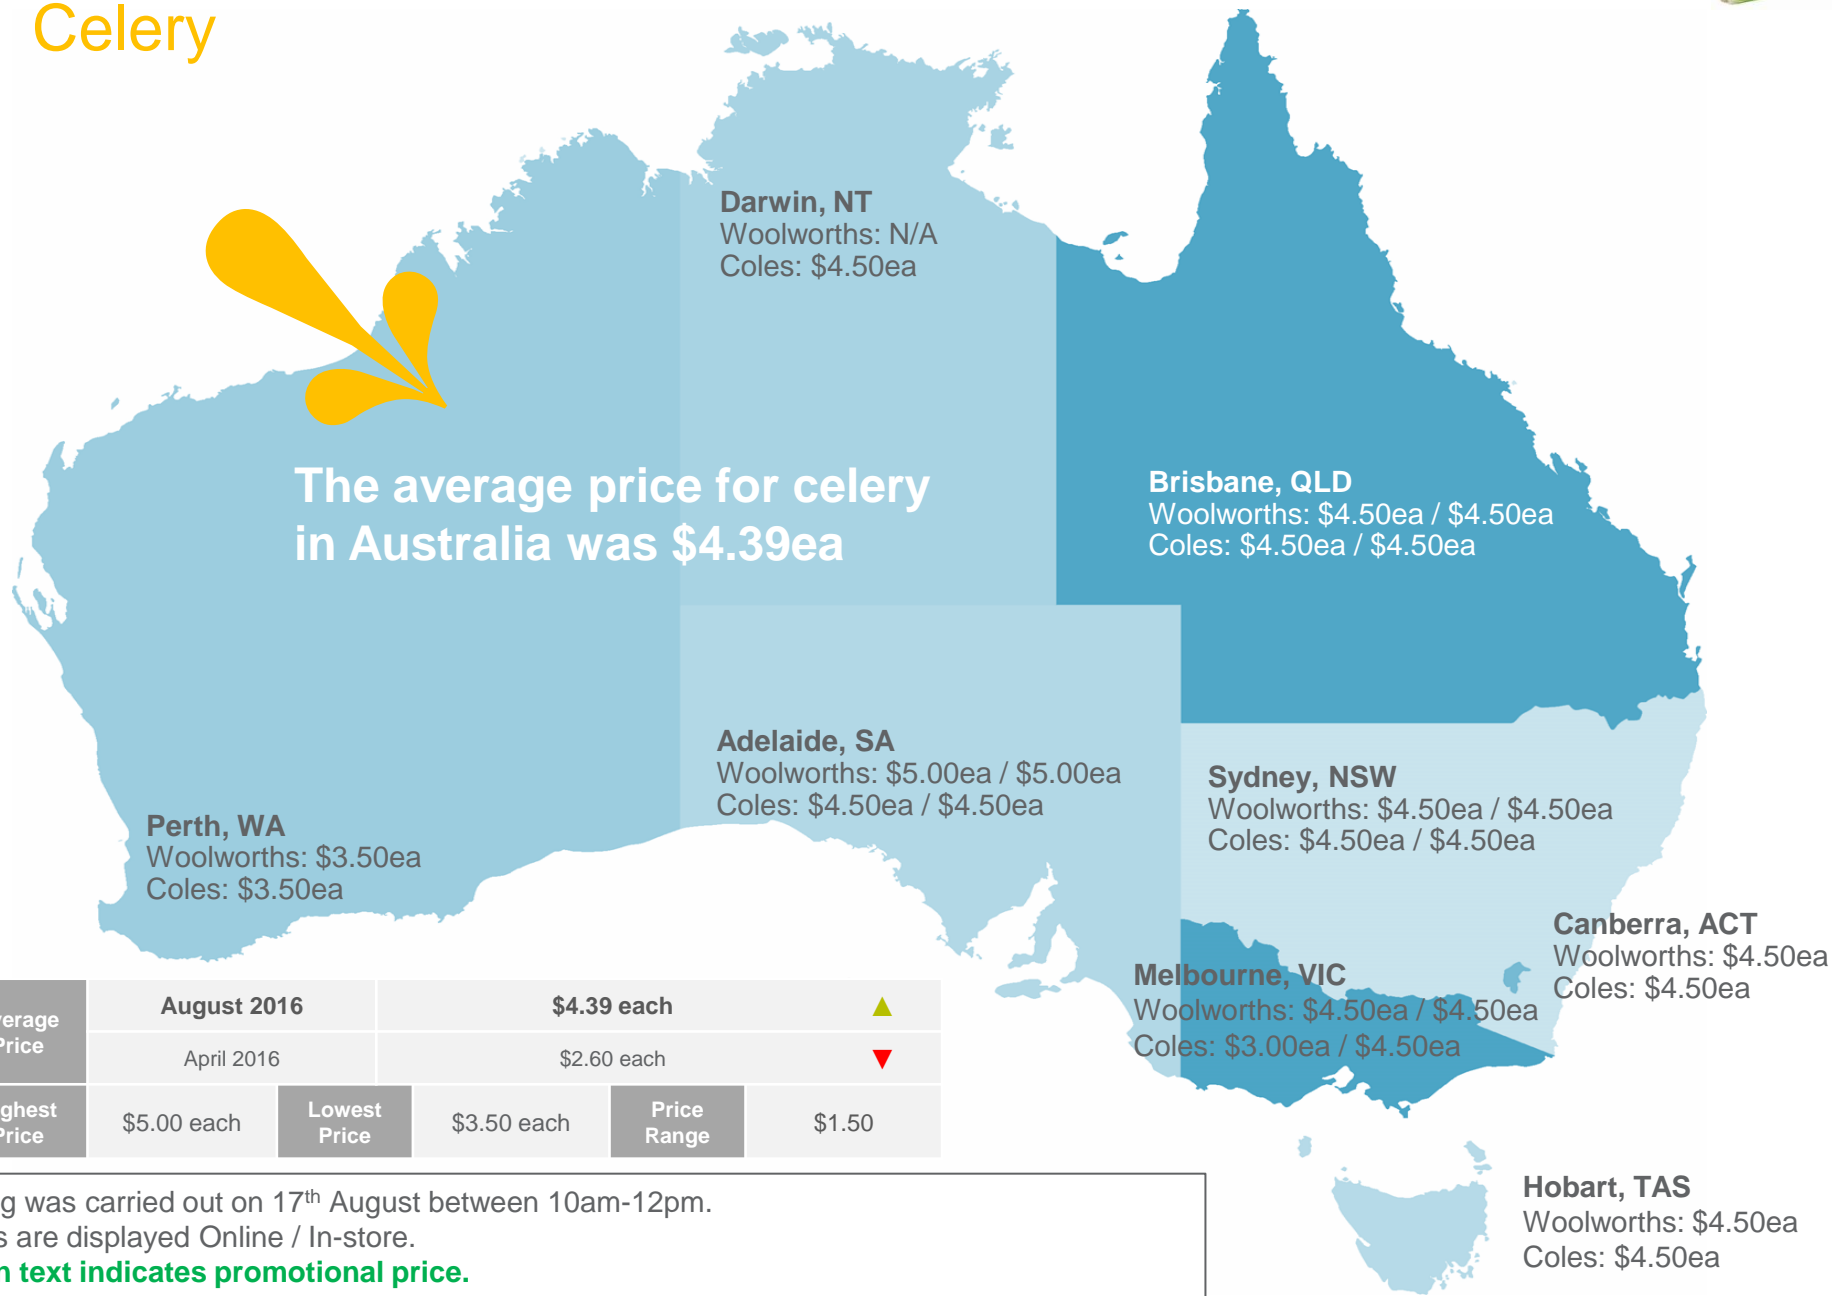 Celery
Darwin, NT
Woolworths: N/A
Coles: $4.50ea
The average price for celery
in Australia was $4.39ea
Brisbane, QLD
Woolworths: $4.50ea / $4.50ea
Coles: $4.50ea / $4.50ea
Adelaide, SA
Woolworths: $5.00ea / $5.00ea
Coles: $4.50ea / $4.50ea
Sydney, NSW
Woolworths: $4.50ea / $4.50ea
Coles: $4.50ea / $4.50ea
Perth, WA
Woolworths: $3.50ea
Coles: $3.50ea
Canberra, ACT
Woolworths: $4.50ea
Coles: $4.50ea
Melbourne, VIC
Woolworths: $4.50ea / $4.50ea
Coles: $3.00ea / $4.50ea
August 2016 $4.39 each ▲
April 2016 $2.60 each ▼
$5.00 each Lowest Price $3.50 each Price Range $1.50
Hobart, TAS
Woolworths: $4.50ea
Coles: $4.50ea
g was carried out on 17th August between 10am-12pm.
s are displayed Online / In-store.
n text indicates promotional price.